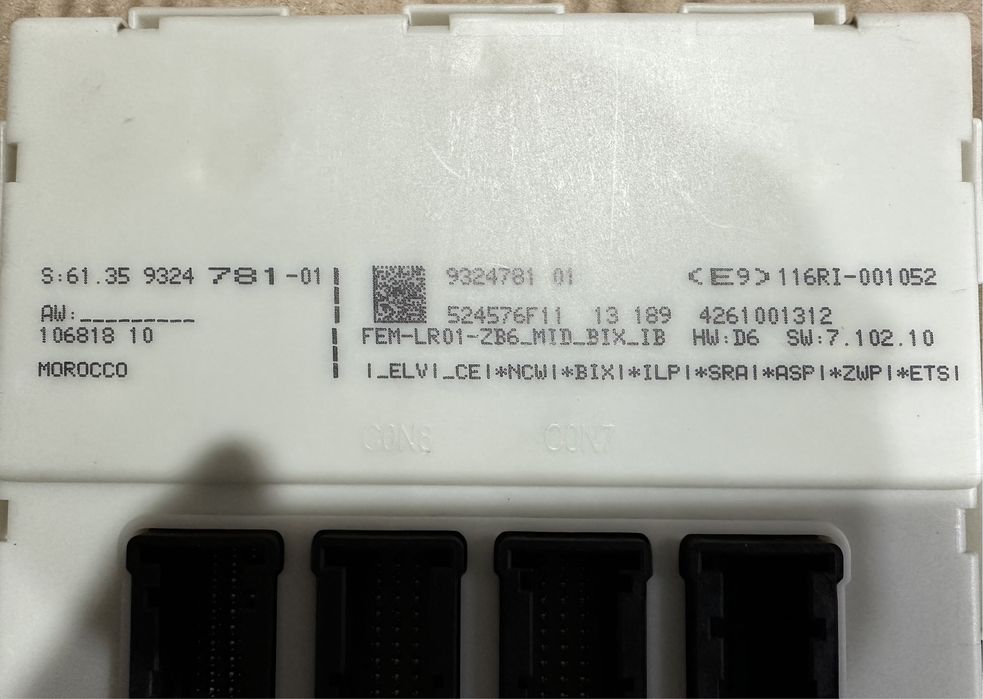 S:61.35 9324 781-01
AW:_________
106818 10
MOROCCO
9324781 01 <E9> 116RI-001052
524576F11 13 189 4261001312
FEM-LR01-ZB6_MID_BIX_IB HW:D6 SW:7.102.10
|_ELV|_CE|*NCW|*BIX|*ILP|*SRA|*ASP|*ZWP|*ETS|
CON8 CON7